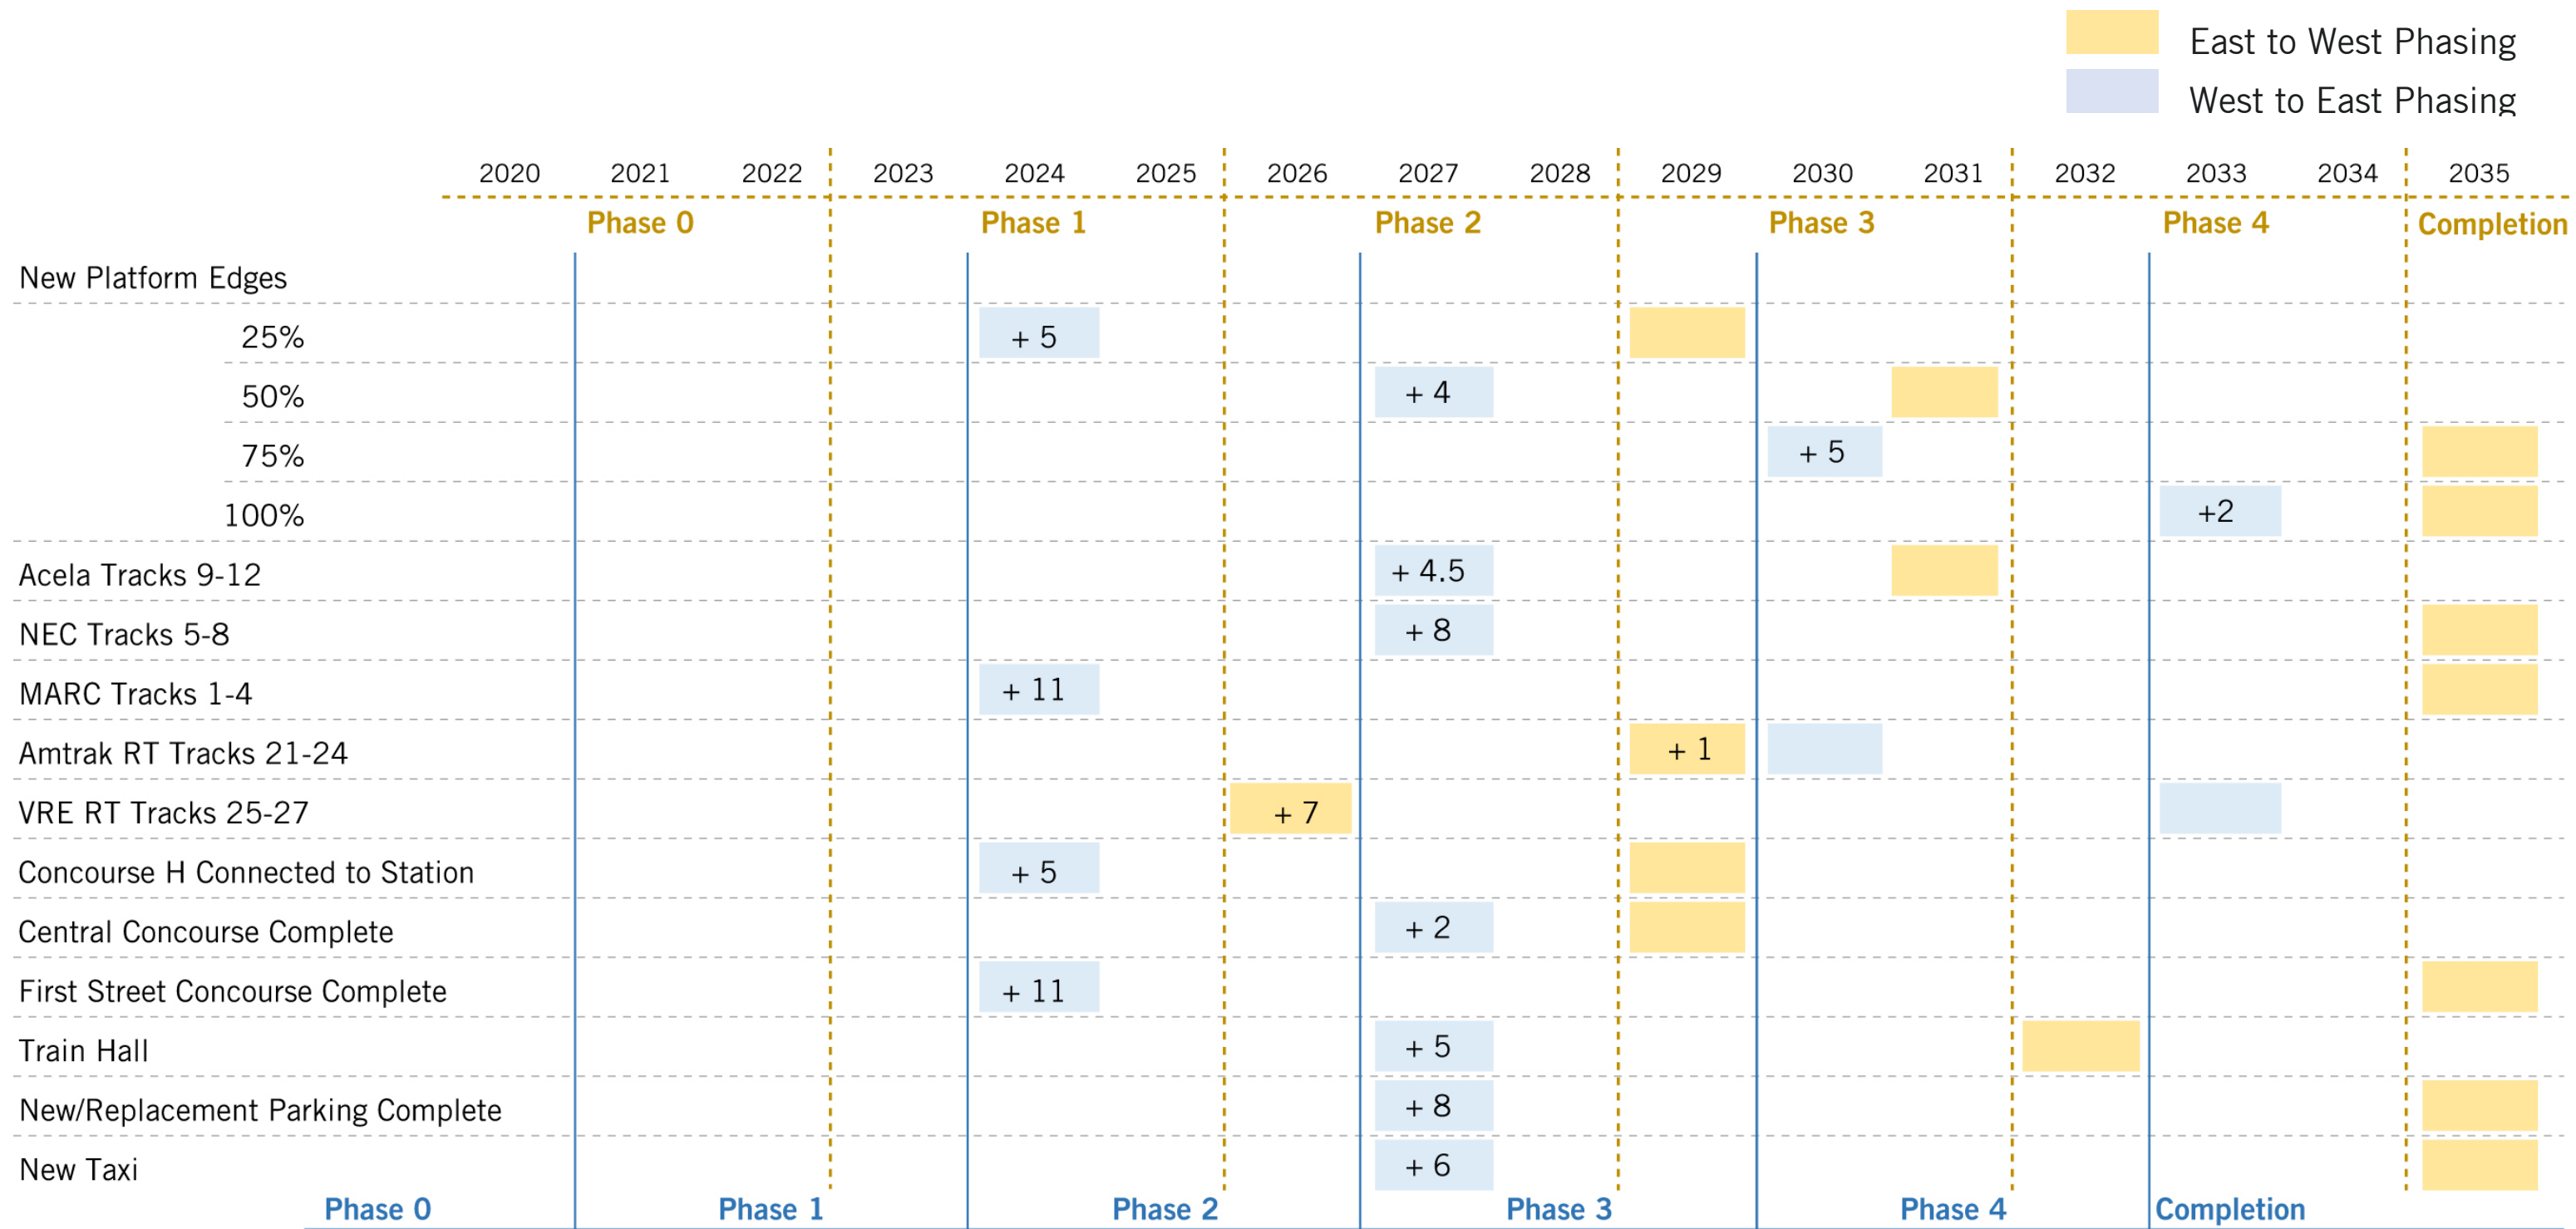 East to West Phasing
West to East Phasing
2020 2021 2022 2023 2024 2025 2026 2027 2028 2029 2030 2031 2032 2033 2034 2035
Phase 0 Phase 1 Phase 2 Phase 3 Phase 4 Completion
New Platform Edges
25% + 5
50% + 4
75% + 5
100% +2
Acela Tracks 9-12 + 4.5
NEC Tracks 5-8 + 8
MARC Tracks 1-4 + 11
Amtrak RT Tracks 21-24 + 1
VRE RT Tracks 25-27 + 7
Concourse H Connected to Station + 5
Central Concourse Complete + 2
First Street Concourse Complete + 11
Train Hall + 5
New/Replacement Parking Complete + 8
New Taxi + 6
Phase 0 Phase 1 Phase 2 Phase 3 Phase 4 Completion